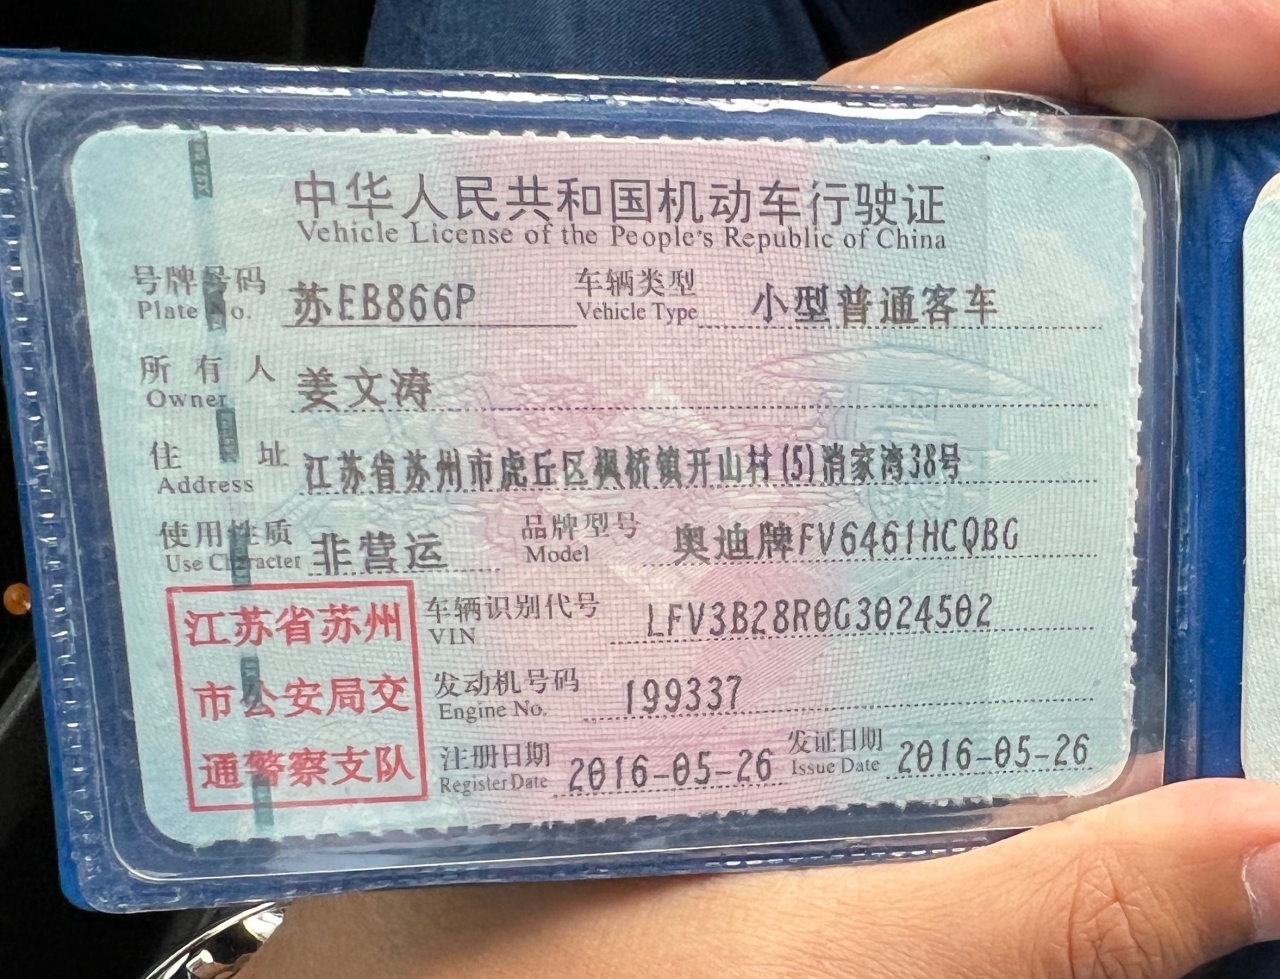 中华人民共和国机动车行驶证
Vehicle License of the People's Republic of China
号牌号码 苏EB866P 车辆类型 小型普通客车
Plate No. Vehicle Type
所有人 姜文涛
Owner
住址 江苏省苏州市虎丘区枫桥镇开山村(5)消家湾38号
Address
使用性质 非营运 品牌型号 奥迪牌FV6461HCQBG
Use Character Model
江苏省苏州
市公安局交
通警察支队
车辆识别代号 LFV3B28R0G3024502
VIN
发动机号码 199337
Engine No.
注册日期 2016-05-26 发证日期 2016-05-26
Register Date Issue Date